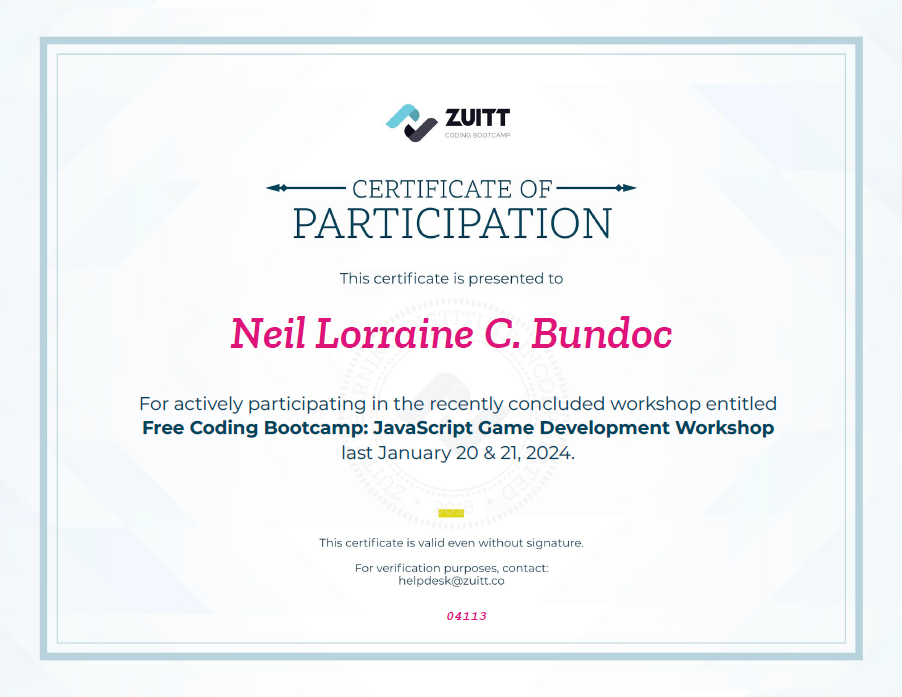 ZUITT
CODING BOOTCAMP
CERTIFICATE OF
PARTICIPATION
This certificate is presented to
Neil Lorraine C. Bundoc
For actively participating in the recently concluded workshop entitled
Free Coding Bootcamp: JavaScript Game Development Workshop
last January 20 & 21, 2024.
This certificate is valid even without signature.
For verification purposes, contact:
helpdesk@zuitt.co
04113